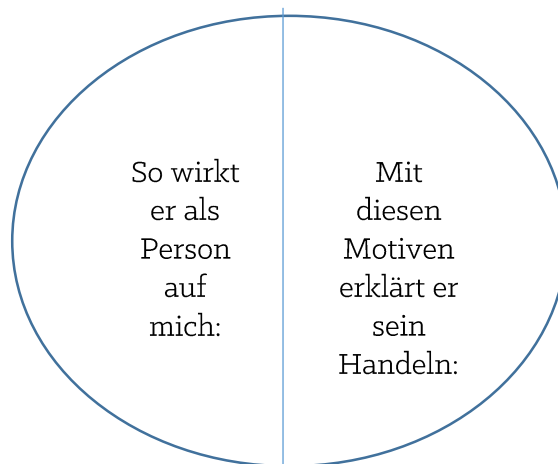 So wirkt
er als
Person
auf
mich:
Mit
diesen
Motiven
erklärt er
sein
Handeln: